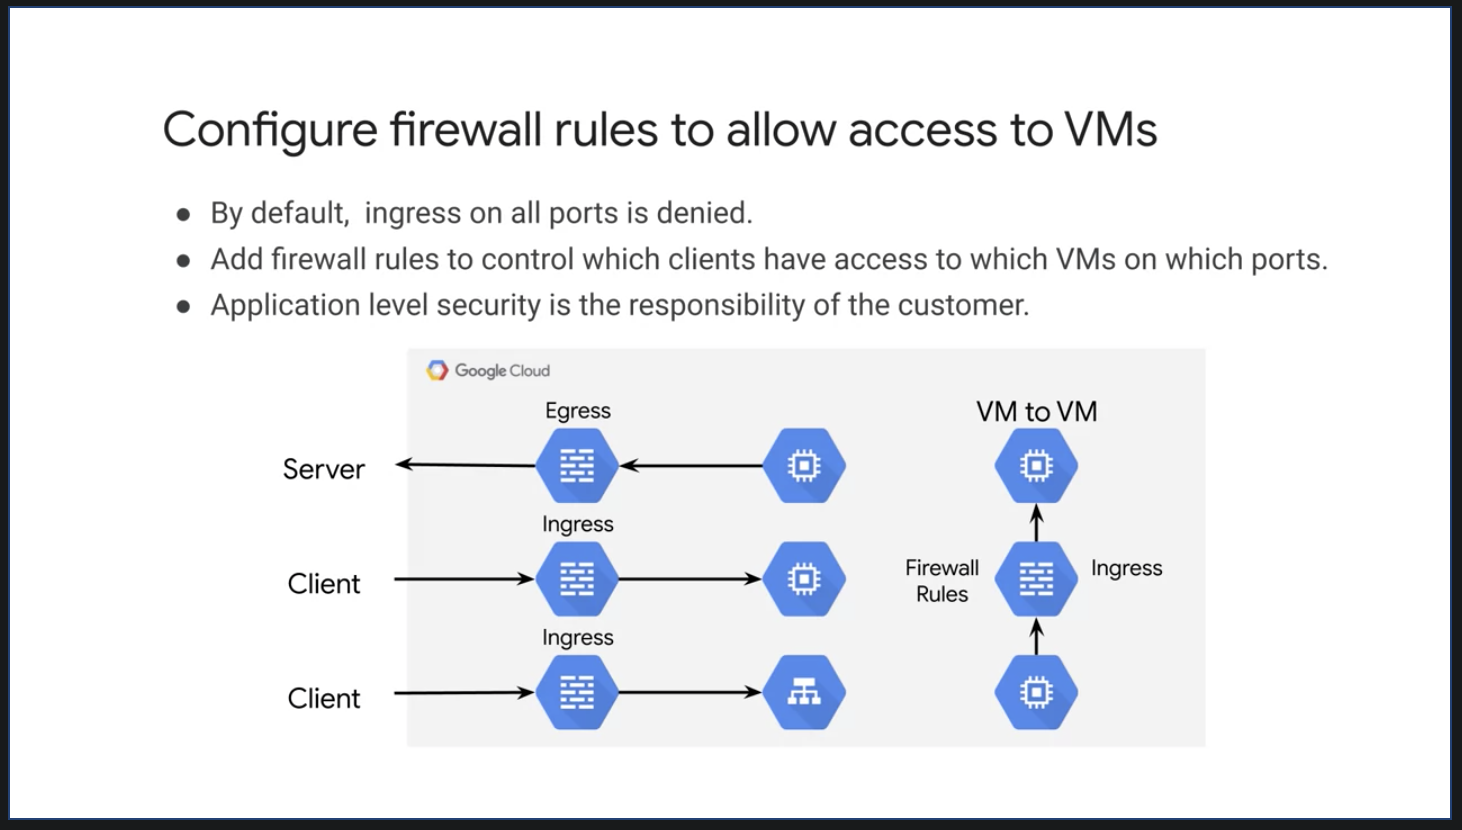 Configure firewall rules to allow access to VMs
● By default,  ingress on all ports is denied.
● Add firewall rules to control which clients have access to which VMs on which ports.
● Application level security is the responsibility of the customer.
Google Cloud
Egress
Server
Ingress
Client
Ingress
Client
VM to VM
Firewall
Rules
Ingress